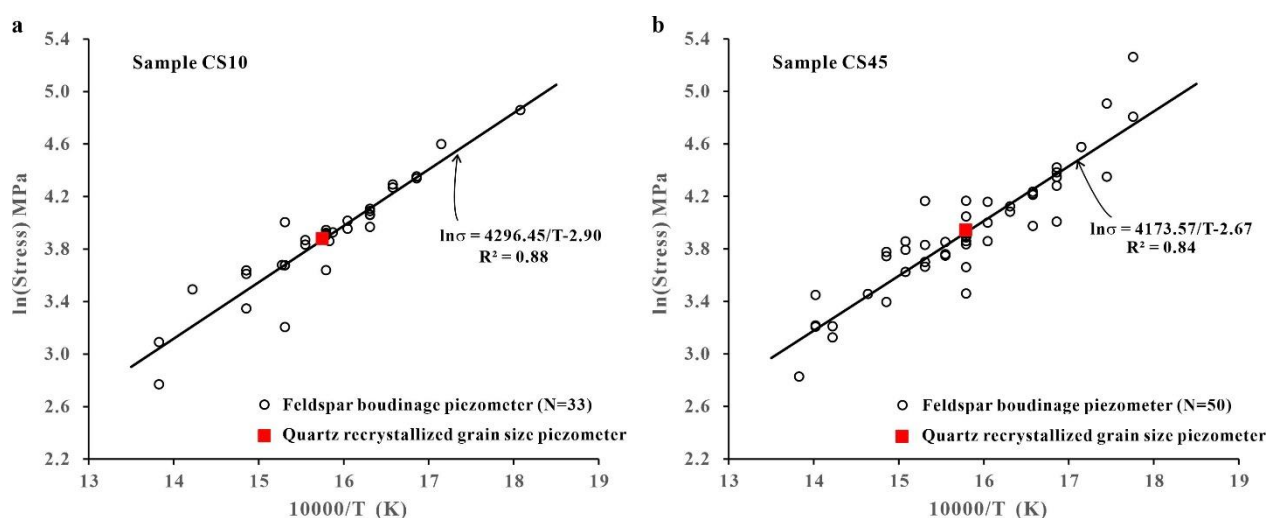 a
5.4
5.0
4.6
4.2
3.8
3.4
3.0
2.6
2.2
ln(Stress) MPa
Sample CS10
lnσ = 4296.45/T-2.90
R² = 0.88
Feldspar boudinage piezometer (N=33)
Quartz recrystallized grain size piezometer
13 14 15 16 17 18 19
10000/T (K)
b
5.4
5.0
4.6
4.2
3.8
3.4
3.0
2.6
2.2
ln(Stress) MPa
Sample CS45
lnσ = 4173.57/T-2.67
R² = 0.84
Feldspar boudinage piezometer (N=50)
Quartz recrystallized grain size piezometer
13 14 15 16 17 18 19
10000/T (K)